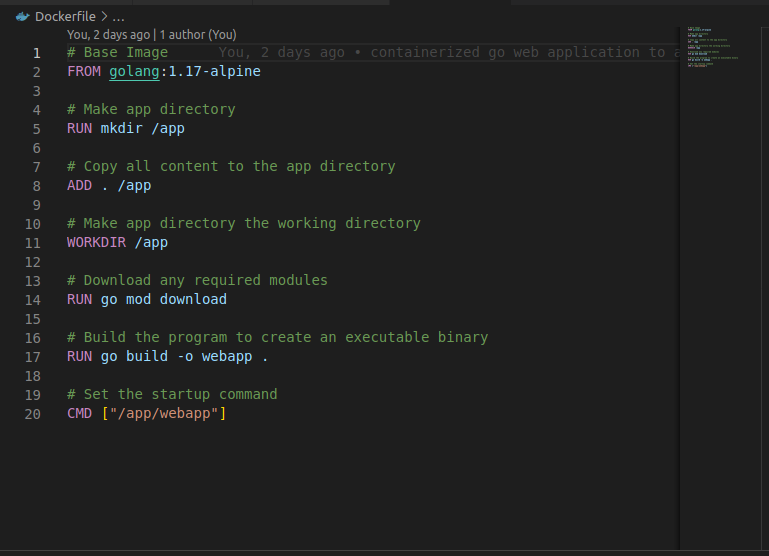 Dockerfile > ...
You, 2 days ago | 1 author (You)
1 # Base Image You, 2 days ago • containerized go web application to a
2 FROM golang:1.17-alpine
3
4 # Make app directory
5 RUN mkdir /app
6
7 # Copy all content to the app directory
8 ADD . /app
9
10 # Make app directory the working directory
11 WORKDIR /app
12
13 # Download any required modules
14 RUN go mod download
15
16 # Build the program to create an executable binary
17 RUN go build -o webapp .
18
19 # Set the startup command
20 CMD ["/app/webapp"]